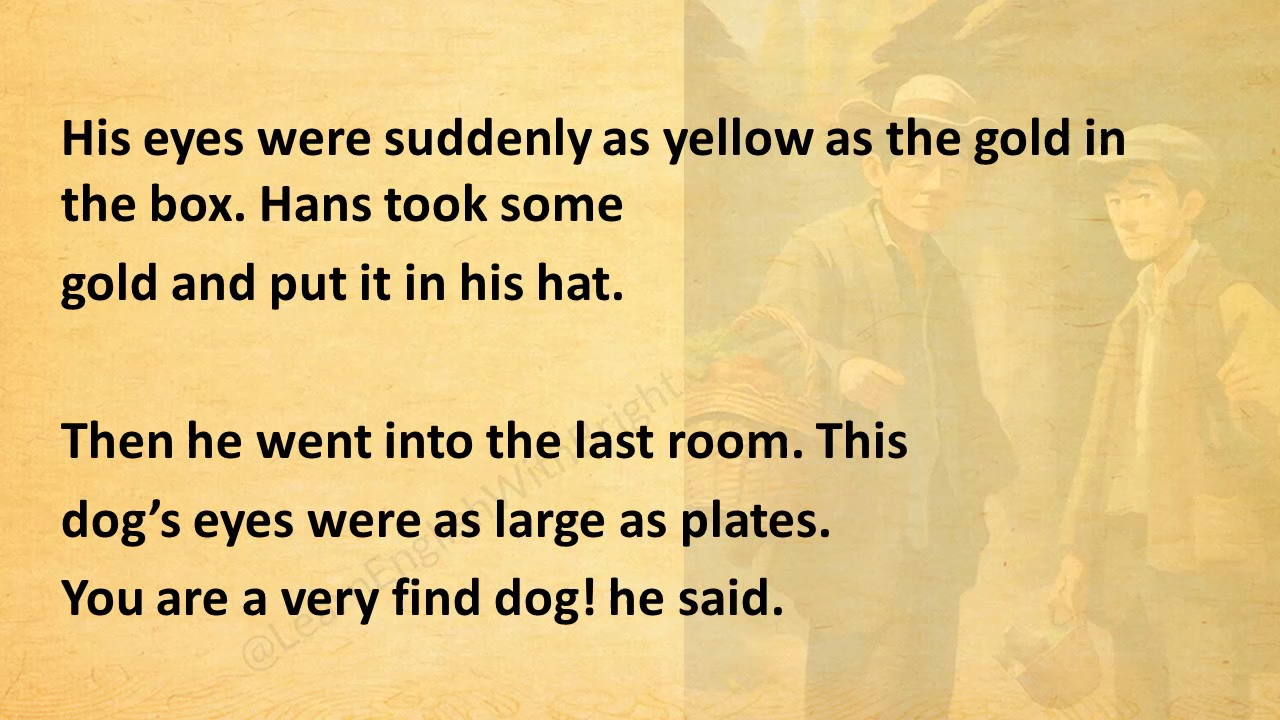 His eyes were suddenly as yellow as the gold in
the box. Hans took some
gold and put it in his hat.
Then he went into the last room. This
dog’s eyes were as large as plates.
You are a very find dog! he said.